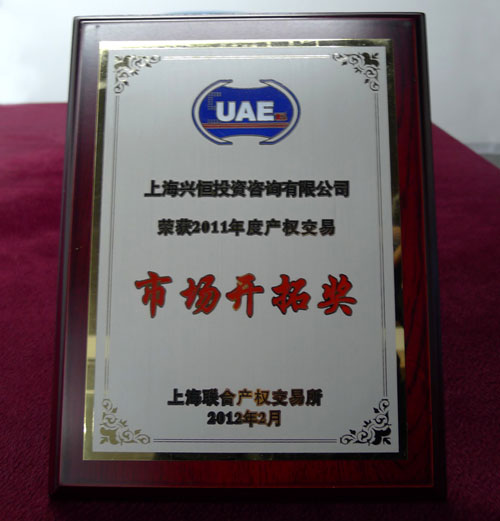 UAE
上海兴恒投资咨询有限公司
荣获2011年度产权交易
市场开拓奖
上海联合产权交易所
2012年2月